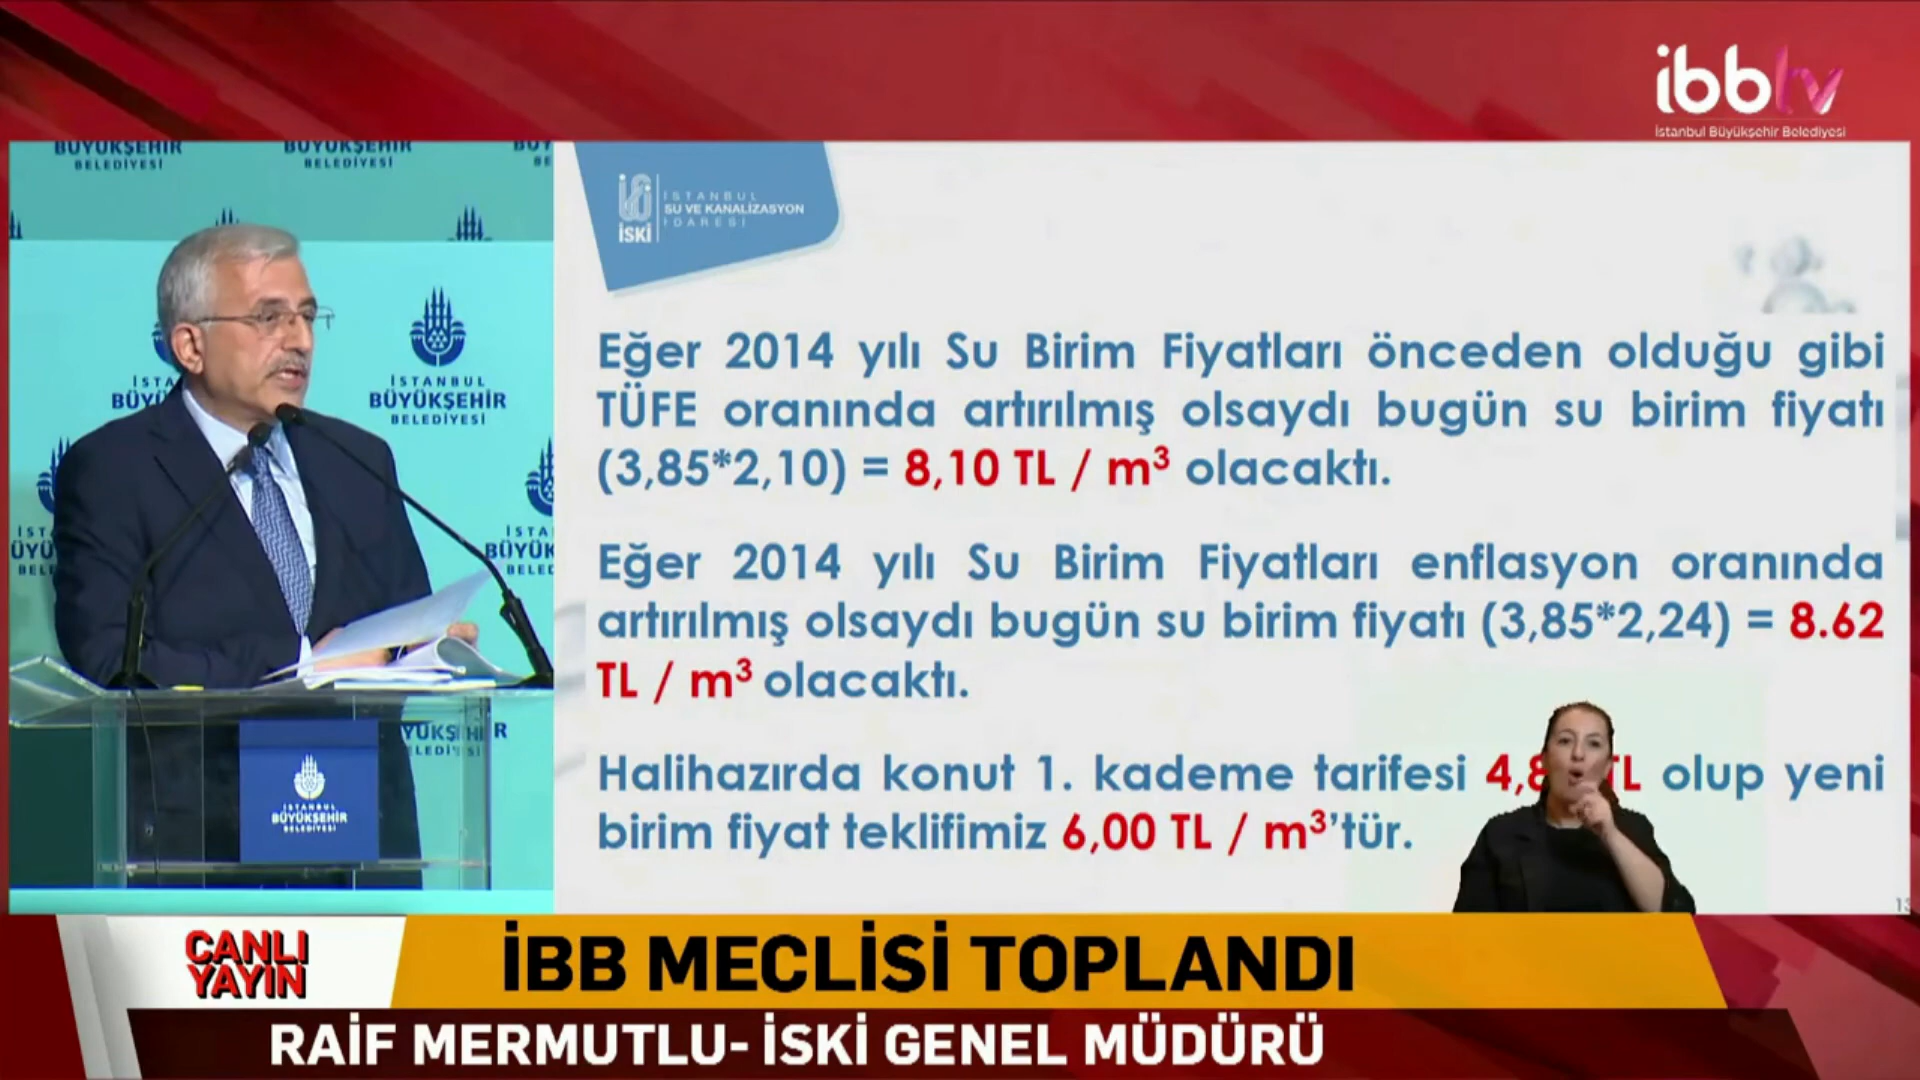 ibbtv
İstanbul Büyükşehir Belediyesi
BÜYÜKŞEHİR
BELEDİYESİ
BÜYÜKŞEHİR
BELEDİYESİ
İSTANBUL
SU VE KANALİZASYON
İDARESİ
İSKİ
Eğer 2014 yılı Su Birim Fiyatları önceden olduğu gibi
TÜFE oranında artırılmış olsaydı bugün su birim fiyatı
(3,85*2,10) = 8,10 TL / m³ olacaktı.
Eğer 2014 yılı Su Birim Fiyatları enflasyon oranında
artırılmış olsaydı bugün su birim fiyatı (3,85*2,24) = 8.62
TL / m³ olacaktı.
Halihazırda konut 1. kademe tarifesi TL olup yeni
birim fiyat teklifimiz 6,00 TL / m³'tür.
İSTANBUL
BÜYÜKŞEHİR
BELEDİYESİ
İSTANBUL
BÜYÜKŞEHİR
BELEDİYESİ
CANLI
YAYIN
İBB MECLİSİ TOPLANDI
RAİF MERMUTLU- İSKİ GENEL MÜDÜRÜ